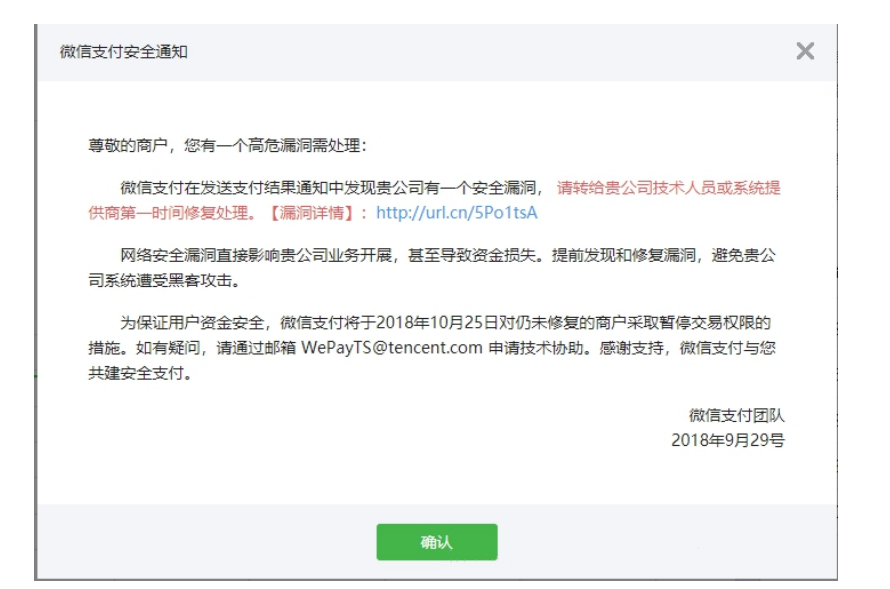 微信支付安全通知
尊敬的商户，您有一个高危漏洞需处理：
微信支付在发送支付结果通知中发现贵公司有一个安全漏洞，请转给贵公司技术人员或系统提
供商第一时间修复处理。【漏洞详情】：http://url.cn/5Po1tsA
网络安全漏洞直接影响贵公司业务开展，甚至导致资金损失。提前发现和修复漏洞，避免贵公
司系统遭受黑客攻击。
为保证用户资金安全，微信支付将于2018年10月25日对仍未修复的商户采取暂停交易权限的
措施。如有疑问，请通过邮箱 WePayTS@tencent.com 申请技术协助。感谢支持，微信支付与您
共建安全支付。
微信支付团队
2018年9月29号
确认